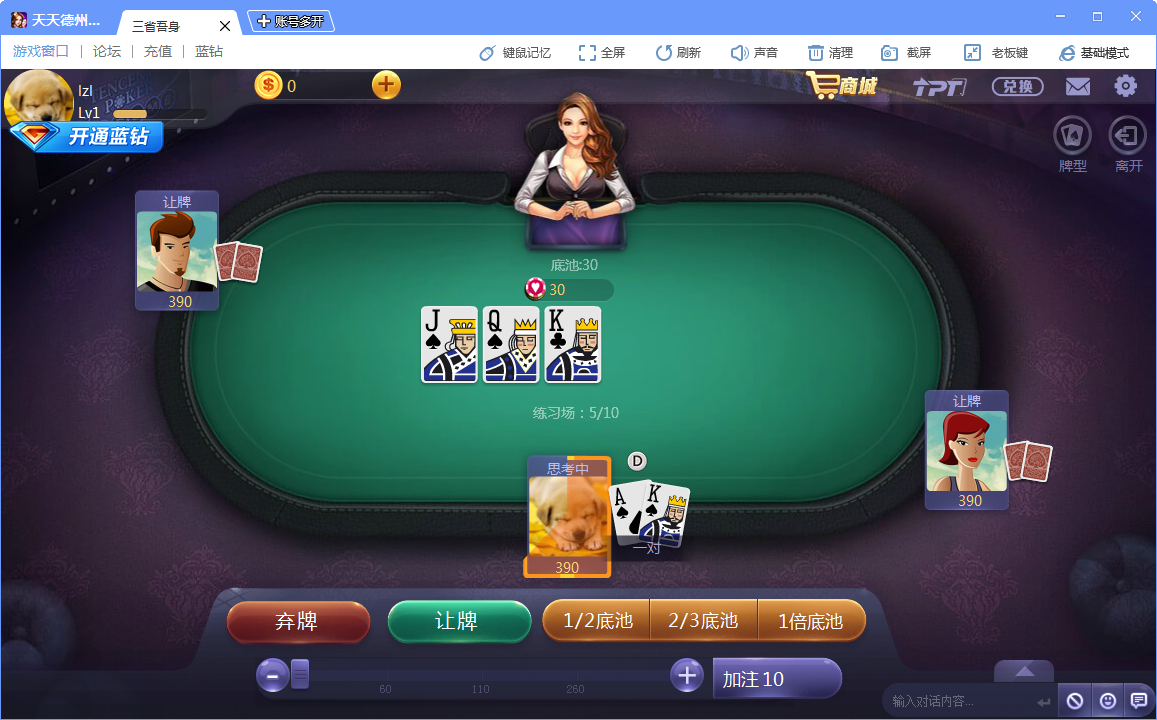 天天德州...
三省吾身
账号多开
游戏窗口 | 论坛 | 充值 | 蓝钻
键鼠记忆 全屏 刷新 声音 清理 截屏 老板键 基础模式
lzl
Lv1
开通蓝钻
0
商城
TPT
兑换
牌型
离开
让牌
390
底池:30
30
J Q K
练习场：5/10
让牌
390
思考中
D
A K
一对
390
弃牌 让牌 1/2底池 2/3底池 1倍底池
60 110 260
加注10
输入对话内容...